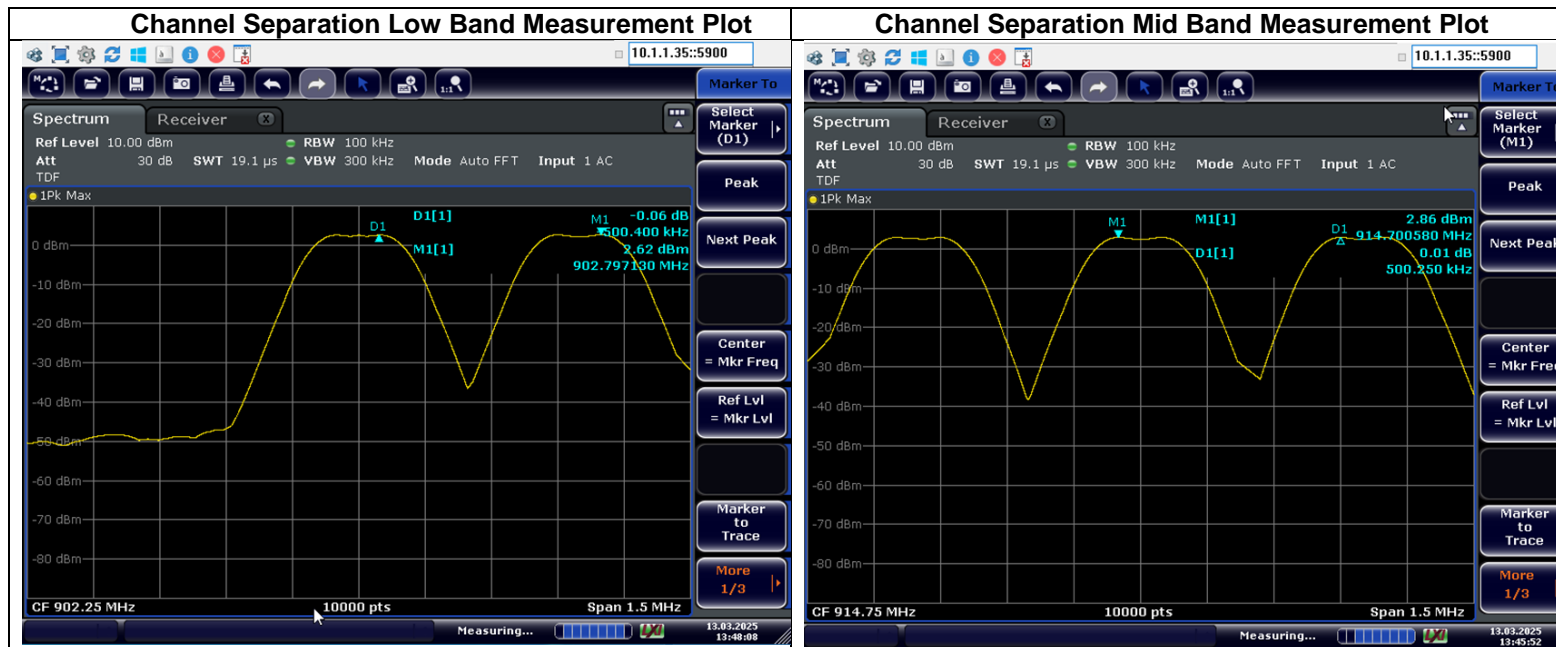 Channel Separation Low Band Measurement Plot
10.1.1.35::5900
1:1
Marker To
Spectrum
Receiver
Ref Level 10.00 dBm
RBW 100 kHz
Att 30 dB SWT 19.1 µs VBW 300 kHz Mode Auto FFT Input 1 AC
TDF
1Pk Max
D1[1] -0.06 dB
500.400 kHz
M1[1] 2.62 dBm
902.797130 MHz
D1
M1
0 dBm
-10 dBm
-20 dBm
-30 dBm
-40 dBm
-50 dBm
-60 dBm
-70 dBm
-80 dBm
CF 902.25 MHz 10000 pts Span 1.5 MHz
Select
Marker
(D1)
Peak
Next Peak
Center
= Mkr Freq
Ref Lvl
= Mkr Lvl
Marker
to
Trace
More
1/3
Measuring...
LXI
13.03.2025
13:48:08
Channel Separation Mid Band Measurement Plot
10.1.1.35::5900
1:1
Marker To
Spectrum
Receiver
Ref Level 10.00 dBm
RBW 100 kHz
Att 30 dB SWT 19.1 µs VBW 300 kHz Mode Auto FFT Input 1 AC
TDF
1Pk Max
M1[1] 2.86 dBm
914.700580 MHz
D1[1] 0.01 dB
500.250 kHz
M1
D1
0 dBm
-10 dBm
-20 dBm
-30 dBm
-40 dBm
-50 dBm
-60 dBm
-70 dBm
-80 dBm
CF 914.75 MHz 10000 pts Span 1.5 MHz
Select
Marker
(M1)
Peak
Next Peak
Center
= Mkr Freq
Ref Lvl
= Mkr Lvl
Marker
to
Trace
More
1/3
Measuring...
LXI
13.03.2025
13:45:52